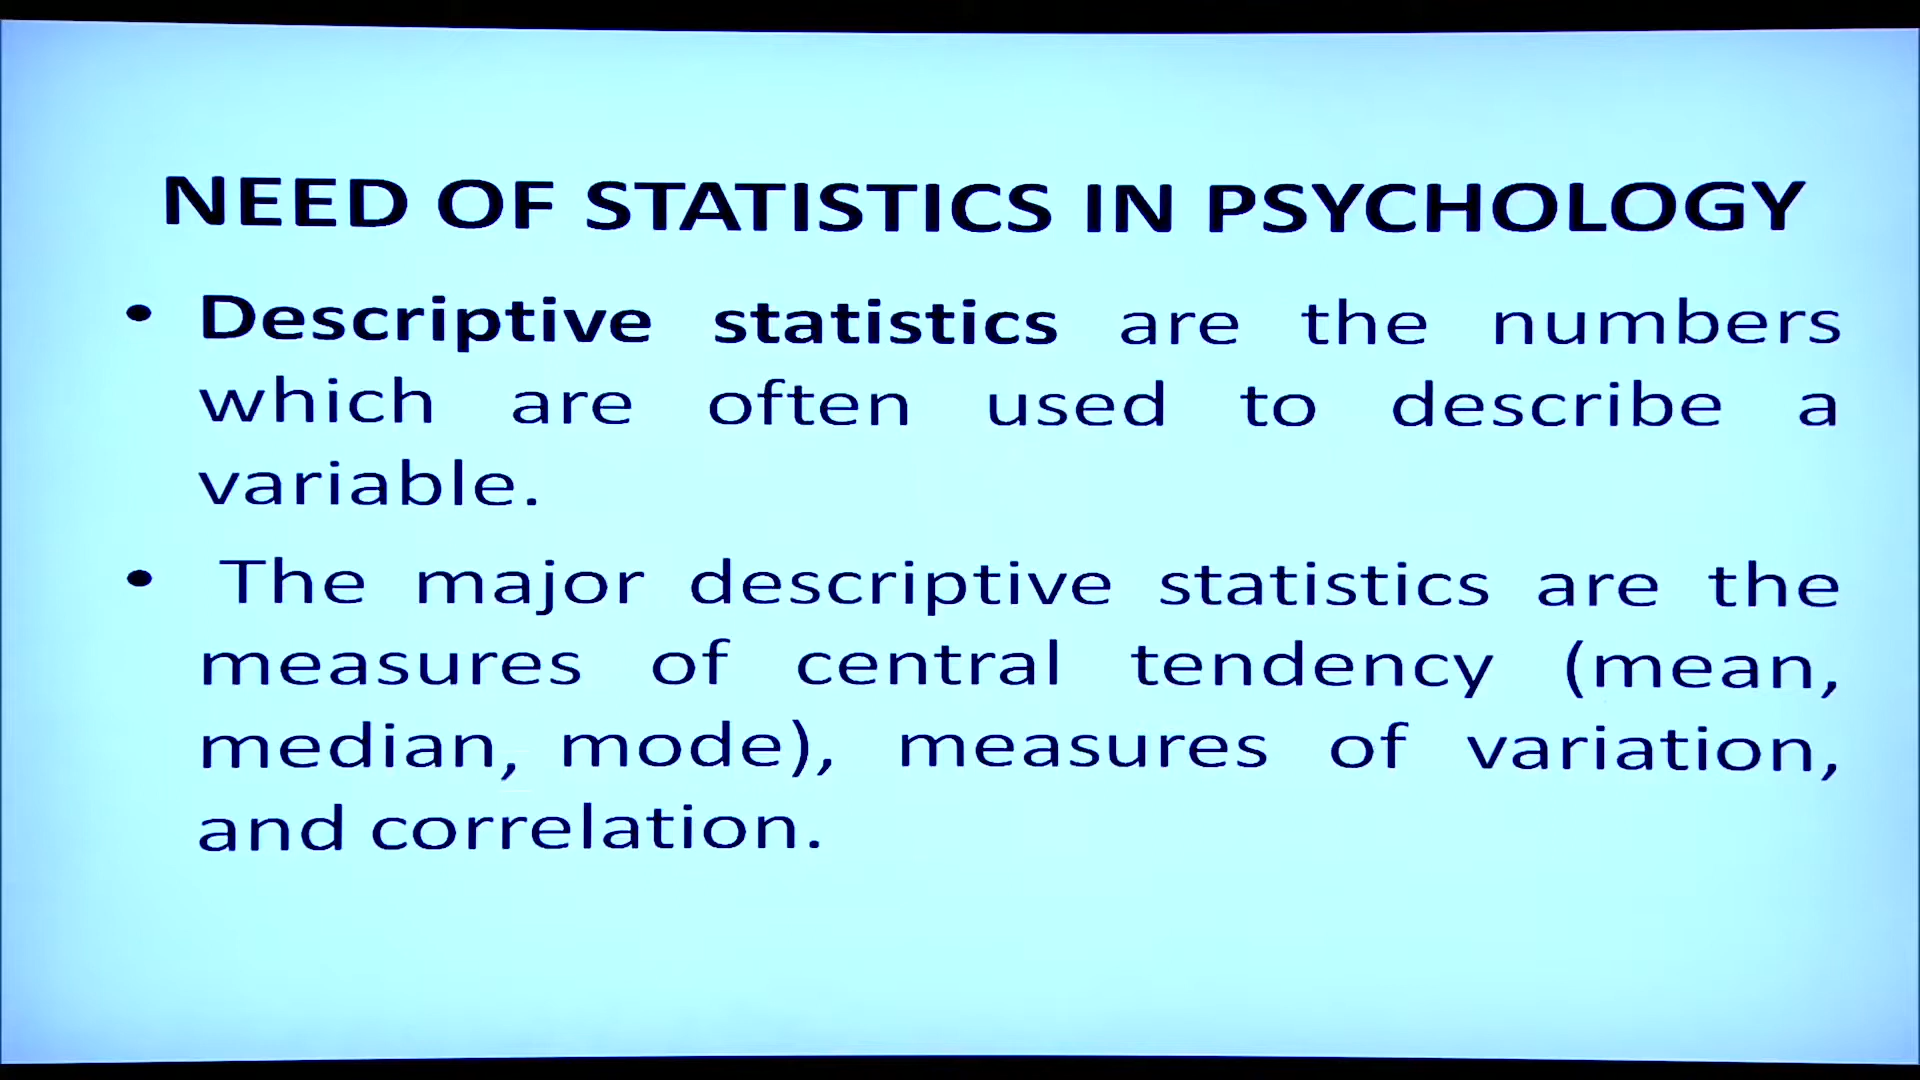 NEED OF STATISTICS IN PSYCHOLOGY
• Descriptive statistics are the numbers
which are often used to describe a
variable.
• The major descriptive statistics are the
measures of central tendency (mean,
median, mode), measures of variation,
and correlation.